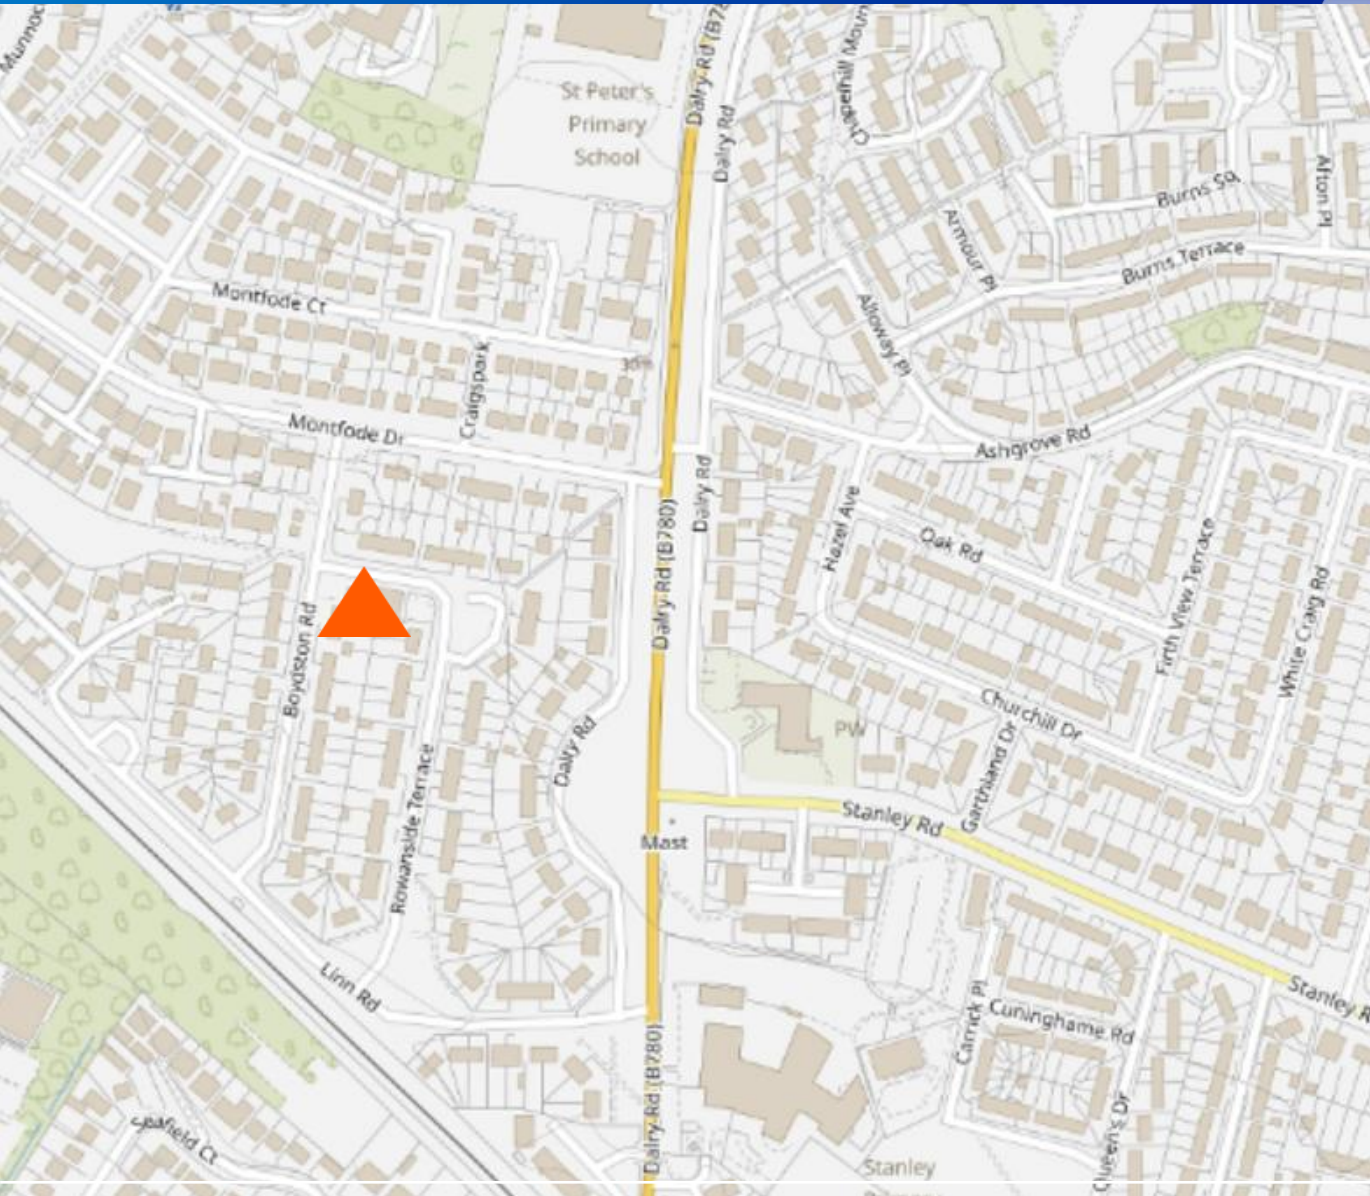 Dalry Rd (B78
Chapelhill Moun
St Peter's
Primary
School
Dalry Rd
Afton Pl
Burns Sq
Armour Pl
Burns Terrace
Montfode Ct
Alloway Pl
30m
Craigspark
Montfode Dr
Ashgrove Rd
Dalry Rd
Hazel Ave
Oak Rd
Dalry Rd (B780)
Firth View Terrace
White Craig Rd
Boydston Rd
Churchill Dr
PW
Dalry Rd
Garthland Dr
Rowanside Terrace
Stanley Rd
Mast
Linn Rd
Stanley R
Carrick Pl
Cuninghame Rd
Dalry Rd (B780)
Queen's Dr
Stanley